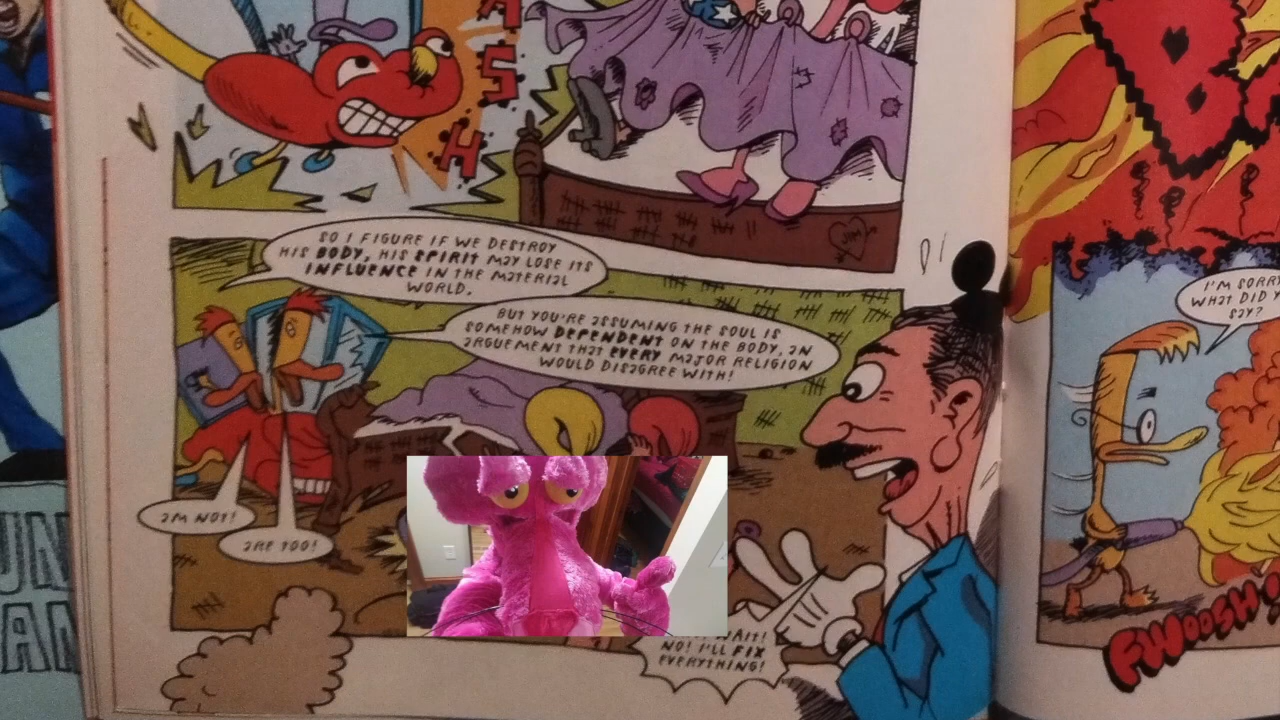 ASH
SO I FIGURE IF WE DESTROY
HIS BODY, HIS SPIRIT MAY LOSE ITS
INFLUENCE IN THE MATERIAL
WORLD.
BUT YOU'RE ASSUMING THE SOUL IS
SOMEHOW DEPENDENT ON THE BODY, AN
ARGUEMENT THAT EVERY MAJOR RELIGION
WOULD DISAGREE WITH!
AM NOT!
ARE TOO!
WAIT!
NO! I'LL FIX
EVERYTHING!
I'M SORRY
WHAT DID Y
SAY?
FWOOSH